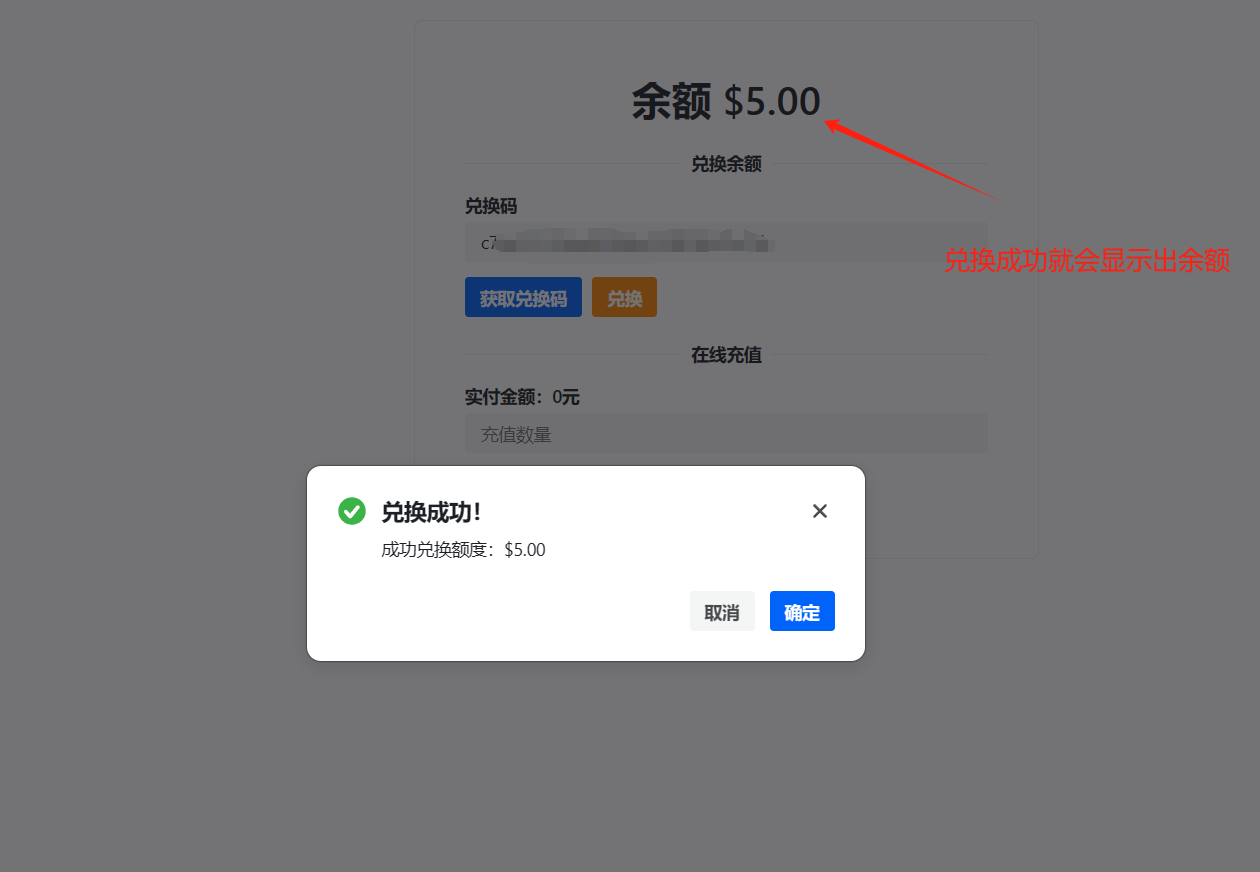 余额 $5.00
兑换余额
兑换码
兑换成功就会显示出余额
获取兑换码 兑换
在线充值
实付金额：0元
充值数量
兑换成功！
成功兑换额度：$5.00
取消 确定